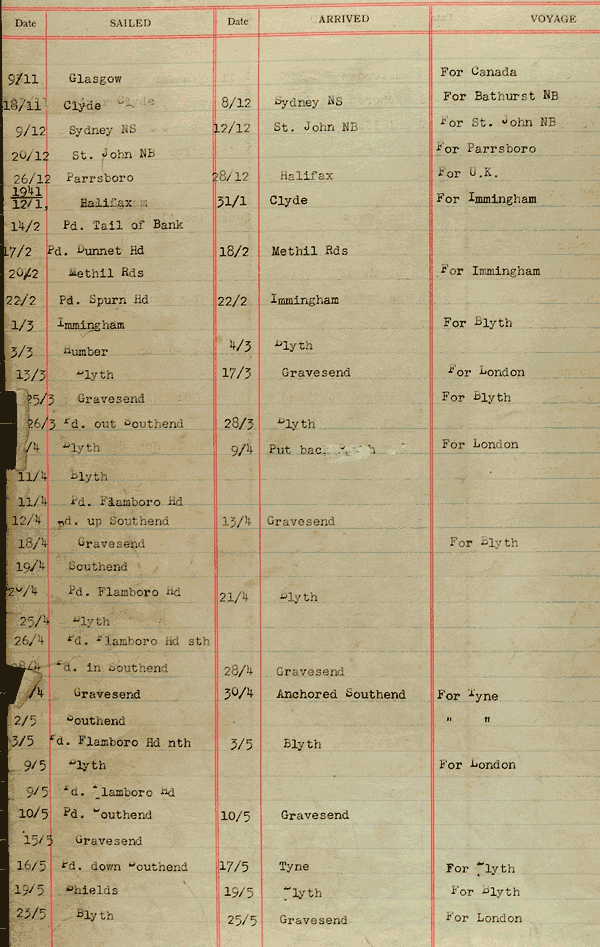 Date SAILED Date ARRIVED VOYAGE
9/11 Glasgow For Canada
18/11 Clyde 8/12 Sydney NS For Bathurst NB
9/12 Sydney NS 12/12 St. John NB For St. John NB
20/12 St. John NB For Parrsboro
26/12 Parrsboro 28/12 Halifax For U.K.
1941
12/1, Halifax 31/1 Clyde For Immingham
14/2 Pd. Tail of Bank
17/2 Pd. Dunnet Hd 18/2 Methil Rds
20/2 Methil Rds For Immingham
22/2 Pd. Spurn Hd 22/2 Immingham
1/3 Immingham For Blyth
3/3 Humber 4/3 Blyth
13/3 Blyth 17/3 Gravesend For London
25/3 Gravesend For Blyth
26/3 Pd. out Southend 28/3 Blyth
/4 Blyth 9/4 Put back For London
11/4 Blyth
11/4 Pd. Flamboro Hd
12/4 Pd. up Southend 13/4 Gravesend
18/4 Gravesend For Blyth
19/4 Southend
20/4 Pd. Flamboro Hd 21/4 Blyth
25/4 Blyth
26/4 Pd. Flamboro Hd sth
28/4 Pd. in Southend 28/4 Gravesend
/4 Gravesend 30/4 Anchored Southend For Tyne
2/5 Southend " "
3/5 Pd. Flamboro Hd nth 3/5 Blyth
9/5 Blyth For London
9/5 Pd. Flamboro Hd
10/5 Pd. Southend 10/5 Gravesend
15/5 Gravesend
16/5 Pd. down Southend 17/5 Tyne For Blyth
19/5 Shields 19/5 Blyth For Blyth
23/5 Blyth 25/5 Gravesend For London